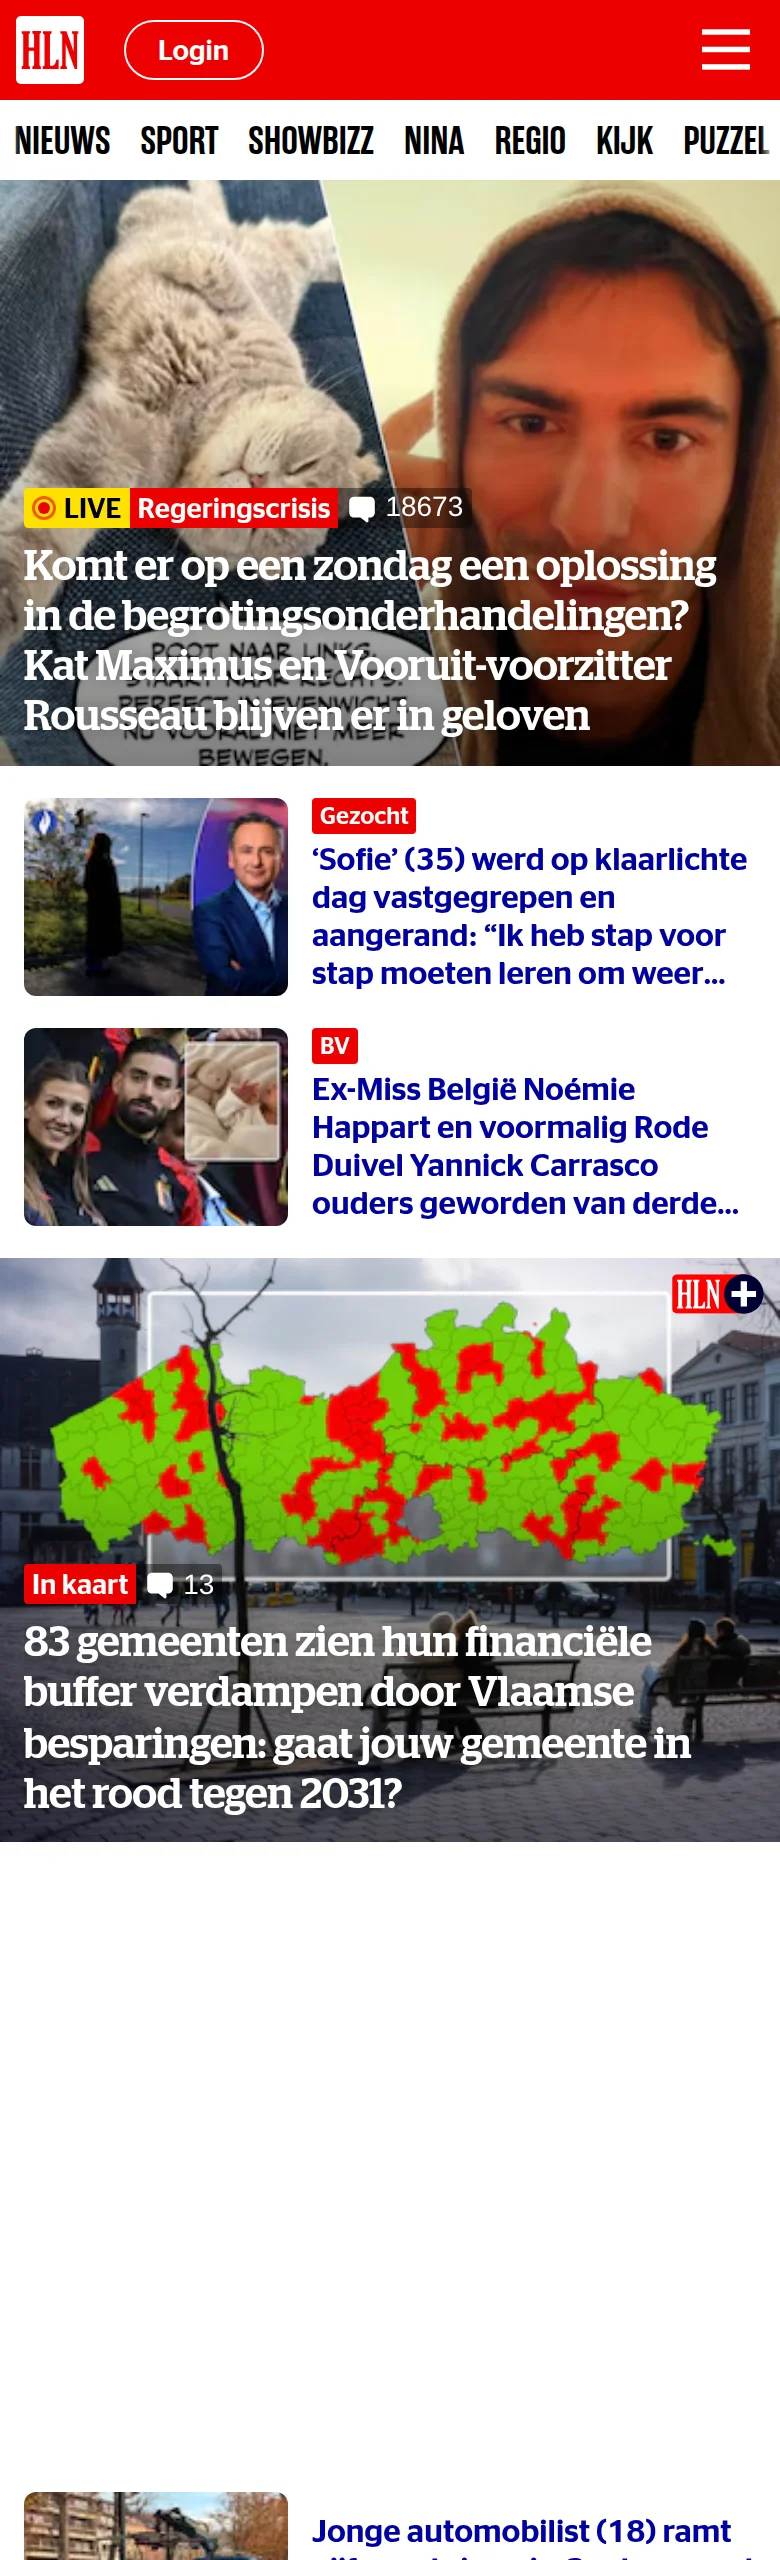 HLN
Login
NIEUWS SPORT SHOWBIZZ NINA REGIO KIJK PUZZEL
LIVE Regeringscrisis 18673
Komt er op een zondag een oplossing
in de begrotingsonderhandelingen?
Kat Maximus en Vooruit-voorzitter
Rousseau blijven er in geloven
POOT NAAR LINKS,
BEWEGEN.
Gezocht
‘Sofie’ (35) werd op klaarlichte
dag vastgegrepen en
aangerand: “Ik heb stap voor
stap moeten leren om weer...
BV
Ex-Miss België Noémie
Happart en voormalig Rode
Duivel Yannick Carrasco
ouders geworden van derde...
HLN+
In kaart 13
83 gemeenten zien hun financiële
buffer verdampen door Vlaamse
besparingen: gaat jouw gemeente in
het rood tegen 2031?
Jonge automobilist (18) ramt